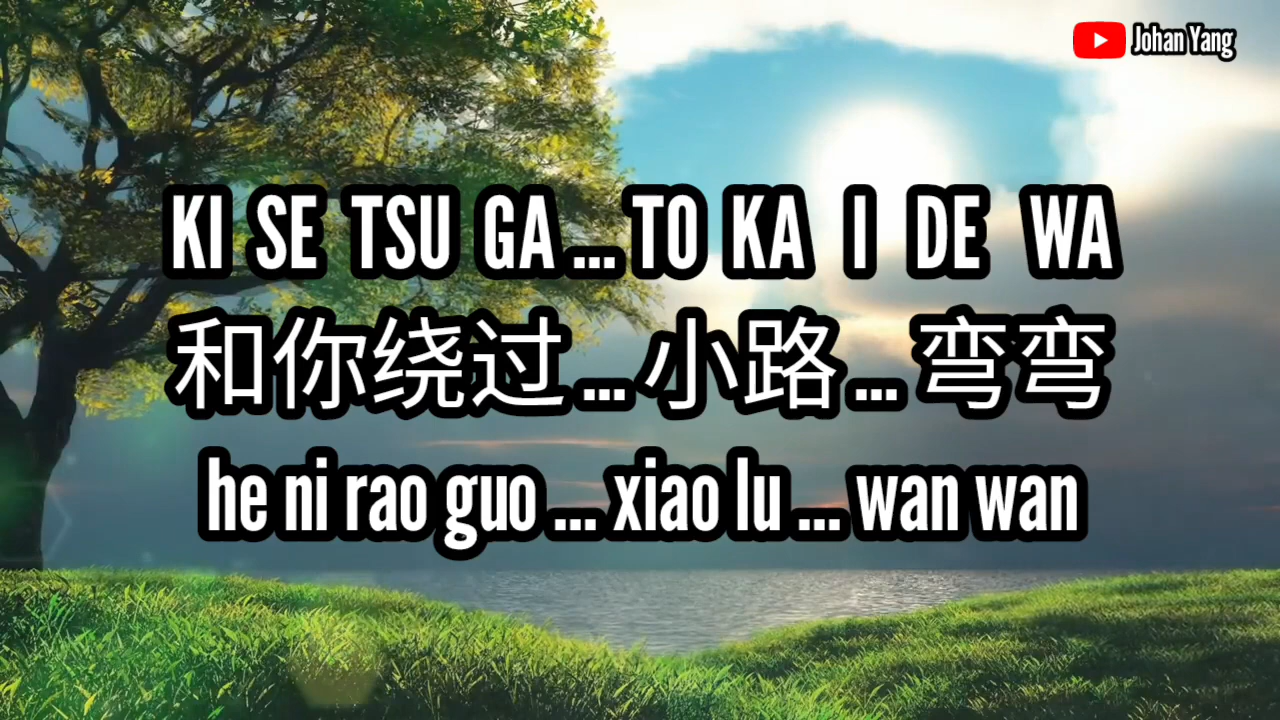 Johan Yang
KI SE TSU GA ... TO KA I DE WA
和你绕过 ... 小路 ... 弯弯
he ni rao guo ... xiao lu ... wan wan